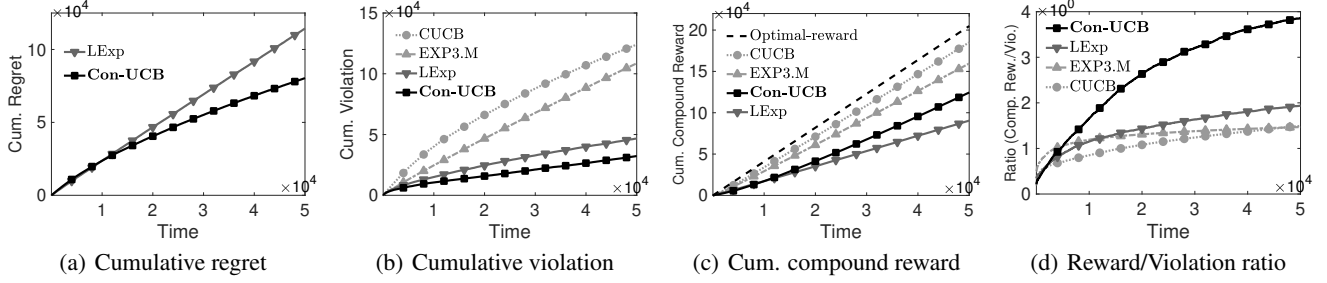 ×10⁴
Cum. Regret
10
5
0
LExp
Con-UCB
×10⁴
0 1 2 3 4 5
Time
(a) Cumulative regret
×10⁴
Cum. Violation
15
10
5
0
CUCB
EXP3.M
LExp
Con-UCB
×10⁴
1 2 3 4 5
Time
(b) Cumulative violation
×10⁴
Cum. Compound Reward
20
15
10
5
0
Optimal-reward
CUCB
EXP3.M
Con-UCB
LExp
×10⁴
1 2 3 4 5
Time
(c) Cum. compound reward
×10⁰
Ratio (Comp. Rew./Vio.)
4
3
2
1
0
Con-UCB
LExp
EXP3.M
CUCB
×10⁴
1 2 3 4 5
Time
(d) Reward/Violation ratio